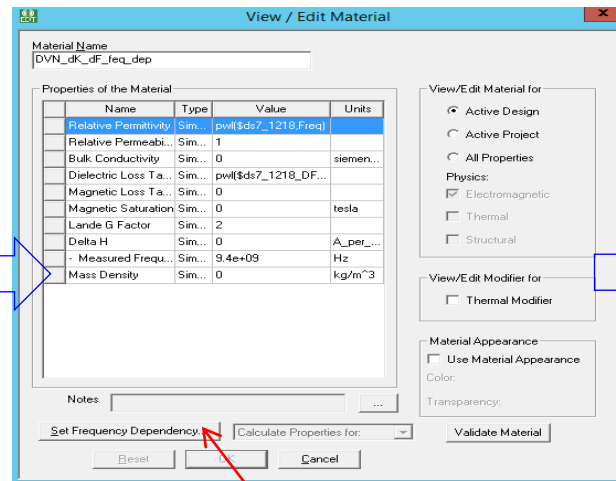 View / Edit Material
x
EDT
Material Name
DVN_dK_dF_feq_dep
Properties of the Material
Name Type Value Units
Relative Permittivity Sim... pwl($ds7_1218,Freq)
Relative Permeabi... Sim... 1
Bulk Conductivity Sim... 0 siemen...
Dielectric Loss Ta... Sim... pwl($ds7_1218_DF...
Magnetic Loss Ta... Sim... 0
Magnetic Saturation Sim... 0 tesla
Lande G Factor Sim... 2
Delta H Sim... 0 A_per_...
- Measured Frequ... Sim... 9.4e+09 Hz
Mass Density Sim... 0 kg/m^3
View/Edit Material for
Active Design
Active Project
All Properties
Physics:
Electromagnetic
Thermal
Structural
View/Edit Modifier for
Thermal Modifier
Material Appearance
Use Material Appearance
Color:
Transparency:
Notes ...
Set Frequency Dependency... Calculate Properties for: Validate Material
Reset OK Cancel